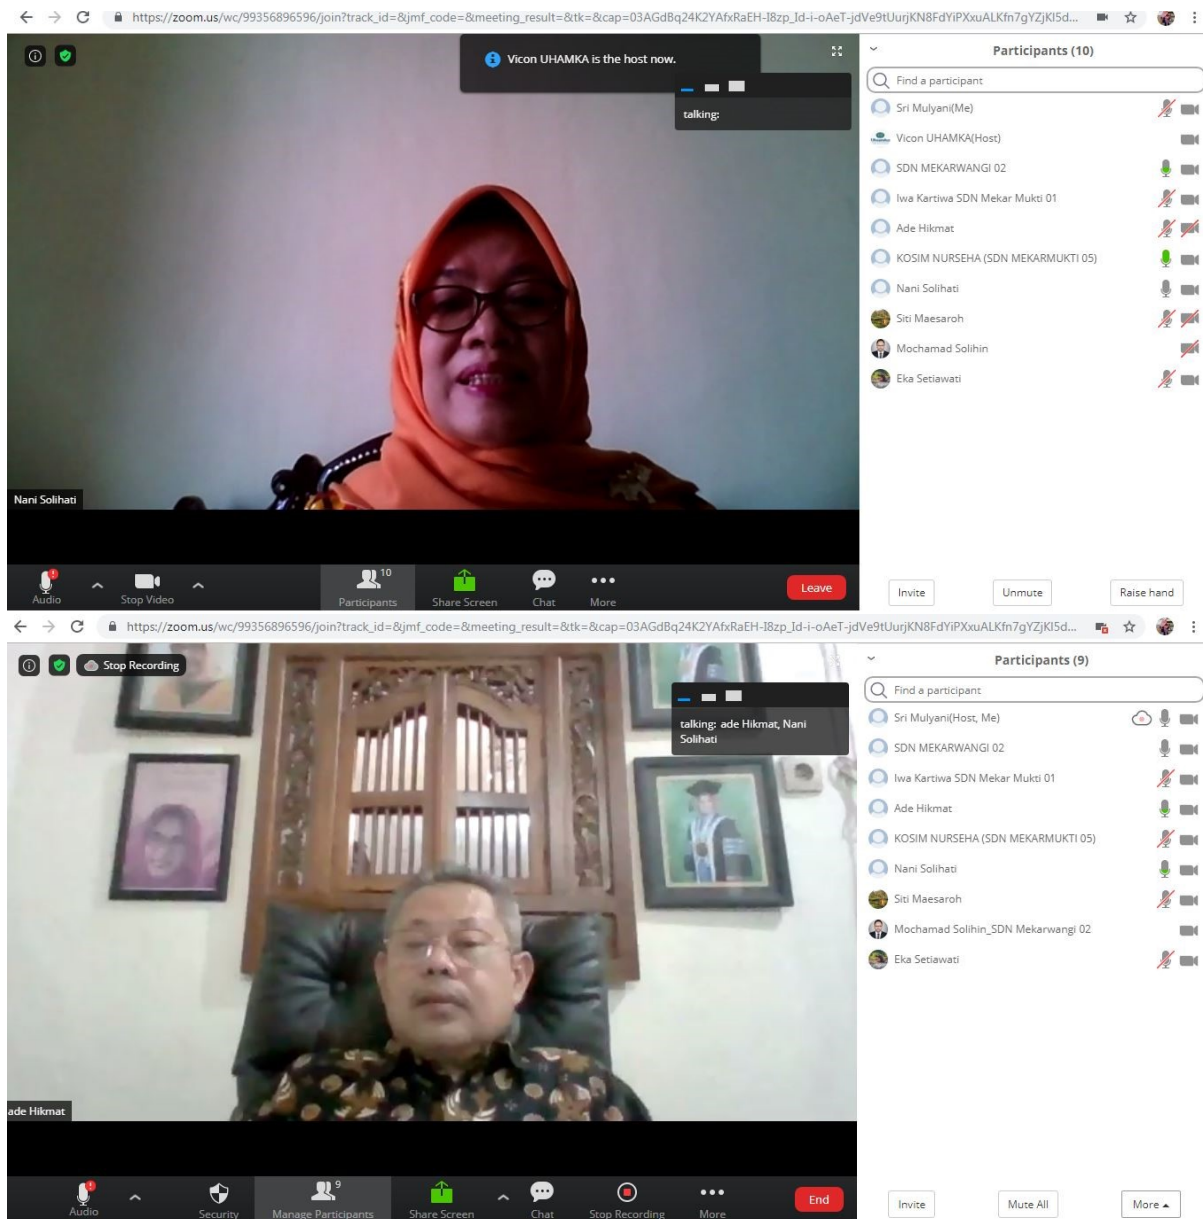 https://zoom.us/wc/99356896596/join?track_id=&jmf_code=&meeting_result=&tk=&cap=03AGdBq24K2YAfxRaEH-I8zp_Id-i-oAeT-jdVe9tUurjKN8FdYiPXxuALKfn7gYZjKI5d...
Vicon UHAMKA is the host now.
talking:
Nani Solihati
Audio
Stop Video
10
Participants
Share Screen
Chat
More
Leave
Participants (10)
Find a participant
Sri Mulyani(Me)
Vicon UHAMKA(Host)
SDN MEKARWANGI 02
Iwa Kartiwa SDN Mekar Mukti 01
Ade Hikmat
KOSIM NURSEHA (SDN MEKARMUKTI 05)
Nani Solihati
Siti Maesaroh
Mochamad Solihin
Eka Setiawati
Invite
Unmute
Raise hand
https://zoom.us/wc/99356896596/join?track_id=&jmf_code=&meeting_result=&tk=&cap=03AGdBq24K2YAfxRaEH-I8zp_Id-i-oAeT-jdVe9tUurjKN8FdYiPXxuALKfn7gYZjKI5d...
Stop Recording
talking: ade Hikmat, Nani
Solihati
ade Hikmat
Audio
Security
9
Manage Participants
Share Screen
Chat
Stop Recording
More
End
Participants (9)
Find a participant
Sri Mulyani(Host, Me)
SDN MEKARWANGI 02
Iwa Kartiwa SDN Mekar Mukti 01
Ade Hikmat
KOSIM NURSEHA (SDN MEKARMUKTI 05)
Nani Solihati
Siti Maesaroh
Mochamad Solihin_SDN Mekarwangi 02
Eka Setiawati
Invite
Mute All
More